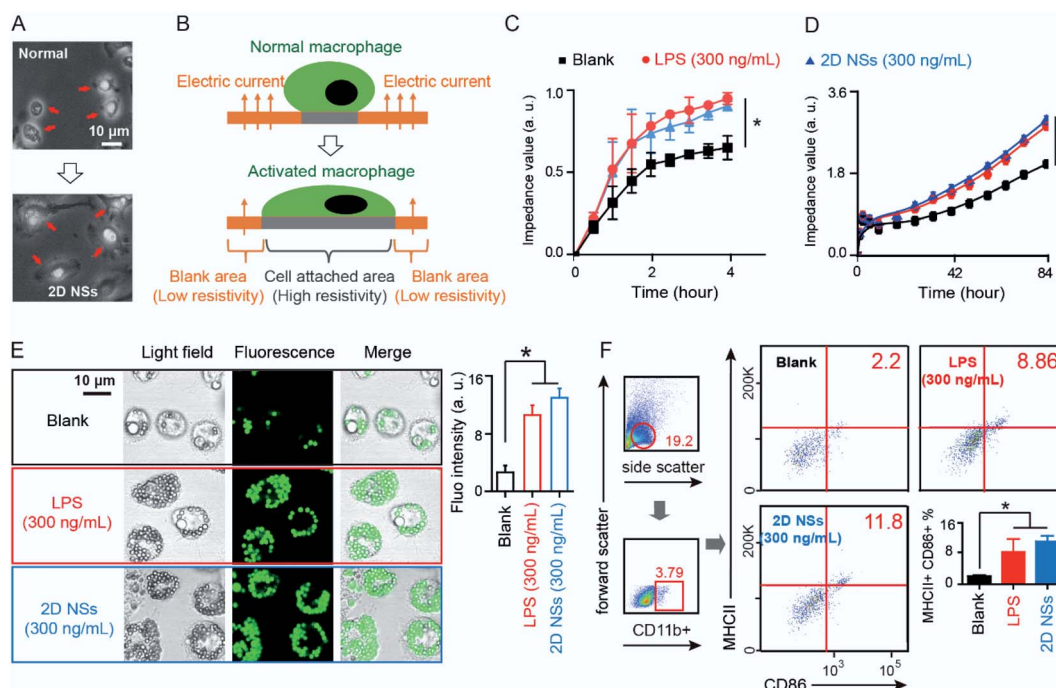 A
Normal
10 µm
2D NSs
B
Normal macrophage
Electric current
Electric current
Activated macrophage
Blank area
(Low resistivity)
Cell attached area
(High resistivity)
Blank area
(Low resistivity)
C
D
Blank
LPS (300 ng/mL)
2D NSs (300 ng/mL)
Impedance value (a. u.)
1.0
0.5
0.0
0
2
4
Time (hour)
*
Impedance value (a. u.)
3.6
1.8
0.0
0
42
84
Time (hour)
E
Light field
Fluorescence
Merge
10 µm
Blank
LPS
(300 ng/mL)
2D NSs
(300 ng/mL)
Fluo intensity (a. u.)
16
8
0
*
Blank
LPS (300 ng/mL)
2D NSs (300 ng/mL)
F
forward scatter
19.2
side scatter
3.79
CD11b+
MHCII
200K
0
Blank
2.2
LPS
(300 ng/mL)
8.86
200K
0
2D NSs
(300 ng/mL)
11.8
10³
10⁵
CD86
MHCII+ CD86+ %
16
8
0
*
Blank
LPS
2D NSs